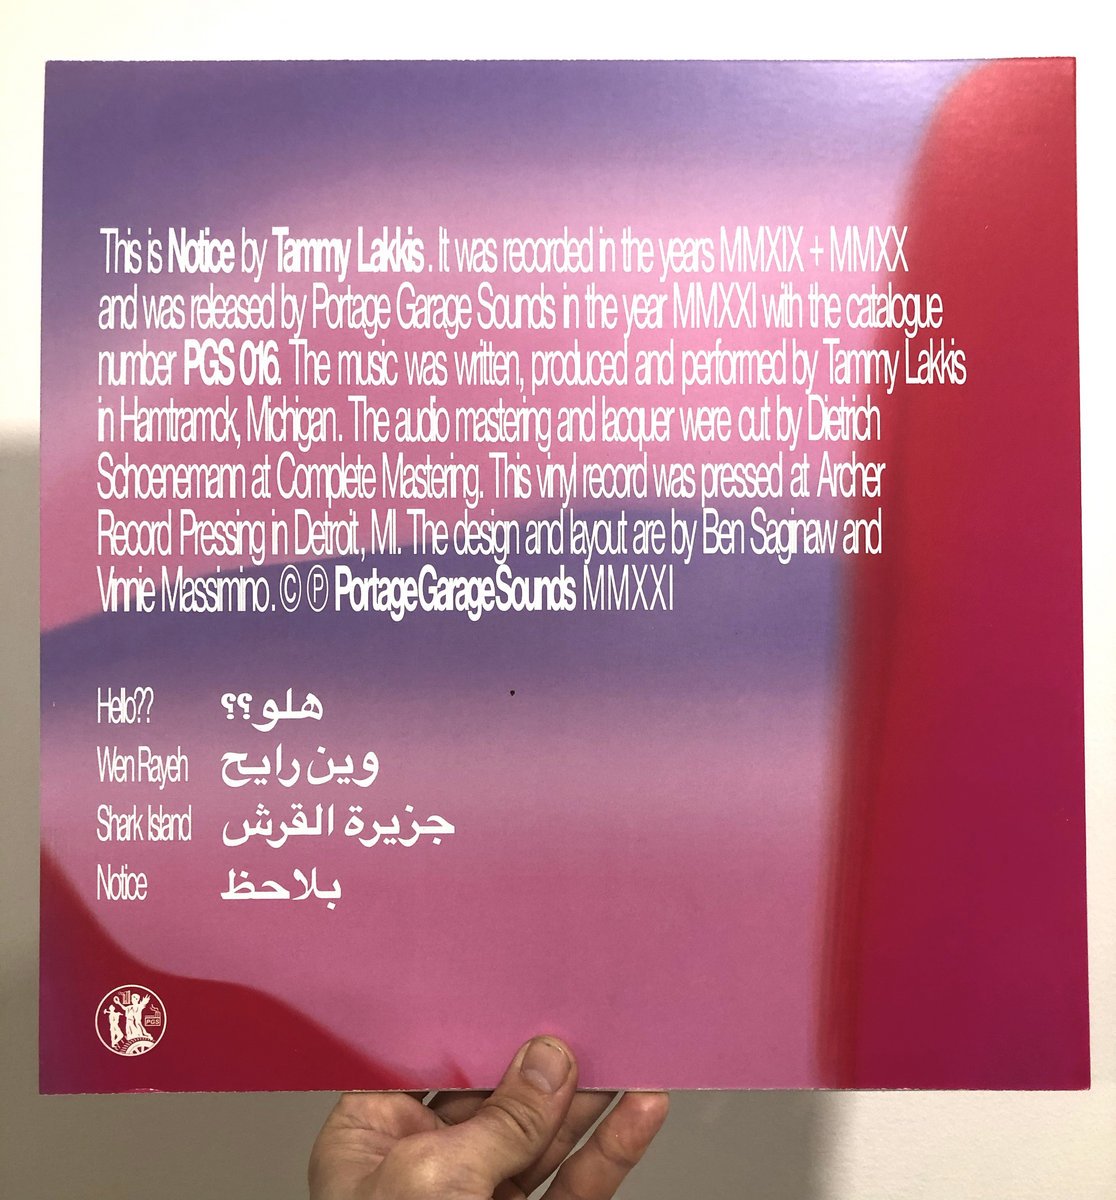 This is Notice by Tammy Lakkis. It was recorded in the years MMXIX + MMXX
and was released by Portage Garage Sounds in the year MMXXI with the catalogue
number PGS 016. The music was written, produced and performed by Tammy Lakkis
in Hamtramck, Michigan. The audio mastering and lacquer were cut by Dietrich
Schoenemann at Complete Mastering. This vinyl record was pressed at Archer
Record Pressing in Detroit, MI. The design and layout are by Ben Saginaw and
Vinnie Massimino. © ℗ PortageGarageSounds MMXXI
Hello?? هلو؟؟
Wen Rayeh وين رايح
Shark Island جزيرة القرش
Notice بلاحظ
PGS